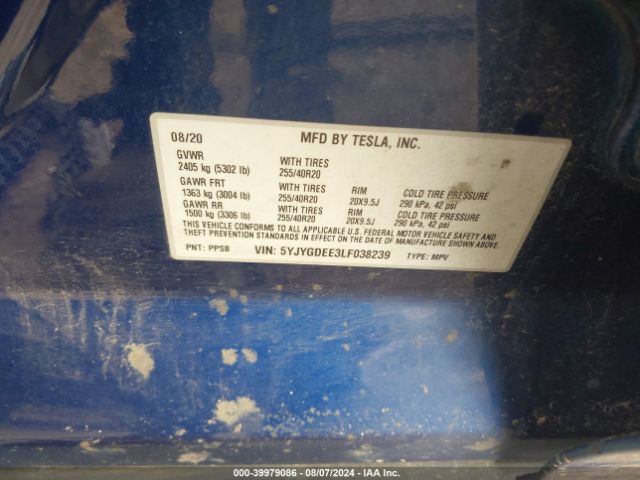 08/20 MFD BY TESLA, INC.
GVWR
2405 kg (5302 lb) WITH TIRES 255/40R20
GAWR FRT
1363 kg (3004 lb) WITH TIRES 255/40R20 RIM 20X9.5J COLD TIRE PRESSURE 290 kPa, 42 psi
GAWR RR
1500 kg (3306 lb) WITH TIRES 255/40R20 RIM 20X9.5J COLD TIRE PRESSURE 290 kPa, 42 psi
THIS VEHICLE CONFORMS TO ALL APPLICABLE U.S. FEDERAL MOTOR VEHICLE SAFETY AND
THEFT PREVENTION STANDARDS IN EFFECT ON THE DATE OF MANUFACTURE SHOWN ABOVE.
PNT: PPSB VIN: 5YJYGDEE3LF038239 TYPE: MPV
000-39979086 - 08/07/2024 - IAA Inc.